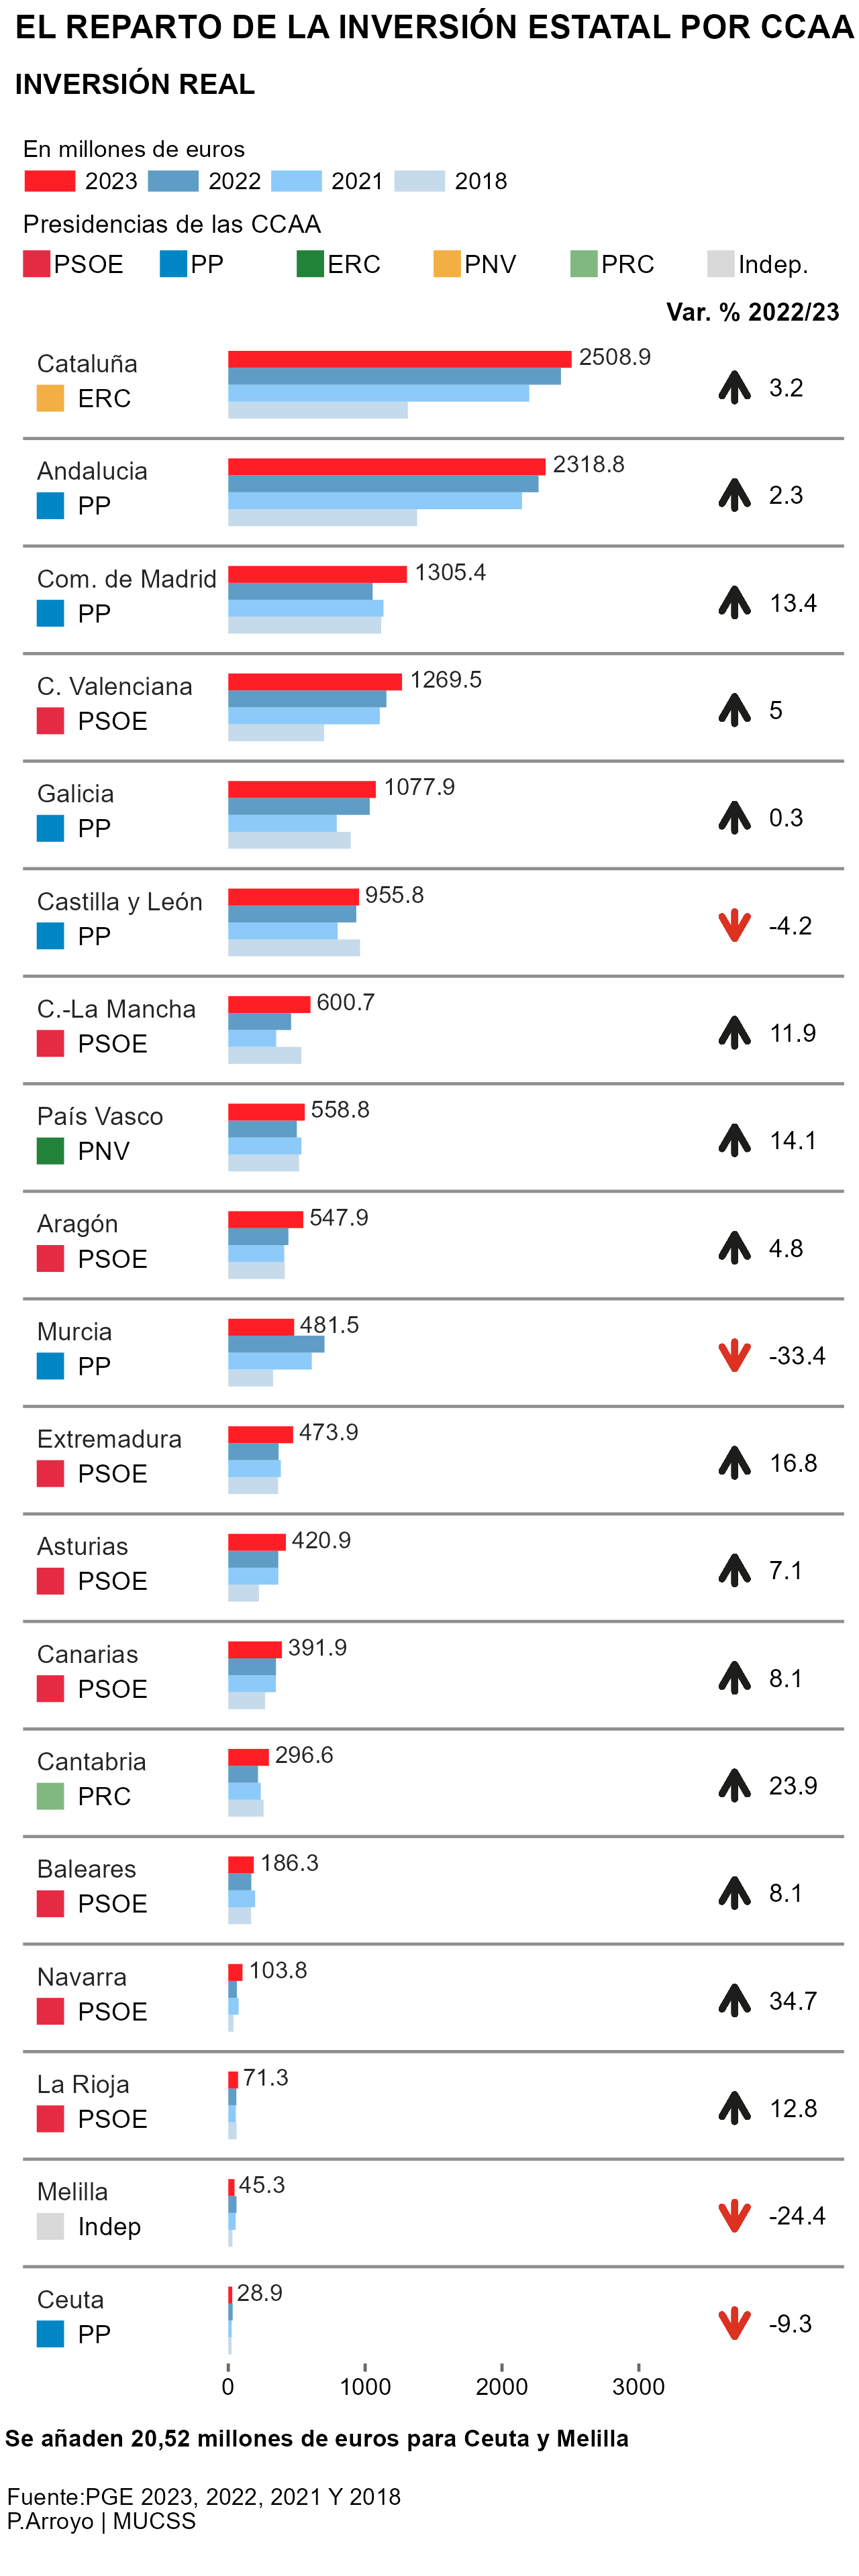 EL REPARTO DE LA INVERSIÓN ESTATAL POR CCAA
INVERSIÓN REAL
En millones de euros
2023 2022 2021 2018
Presidencias de las CCAA
PSOE PP ERC PNV PRC Indep.
Var. % 2022/23
Cataluña 2508.9
ERC 3.2
Andalucia 2318.8
PP 2.3
Com. de Madrid 1305.4
PP 13.4
C. Valenciana 1269.5
PSOE 5
Galicia 1077.9
PP 0.3
Castilla y León 955.8
PP -4.2
C.-La Mancha 600.7
PSOE 11.9
País Vasco 558.8
PNV 14.1
Aragón 547.9
PSOE 4.8
Murcia 481.5
PP -33.4
Extremadura 473.9
PSOE 16.8
Asturias 420.9
PSOE 7.1
Canarias 391.9
PSOE 8.1
Cantabria 296.6
PRC 23.9
Baleares 186.3
PSOE 8.1
Navarra 103.8
PSOE 34.7
La Rioja 71.3
PSOE 12.8
Melilla 45.3
Indep -24.4
Ceuta 28.9
PP -9.3
0 1000 2000 3000
Se añaden 20,52 millones de euros para Ceuta y Melilla
Fuente:PGE 2023, 2022, 2021 Y 2018
P.Arroyo | MUCSS